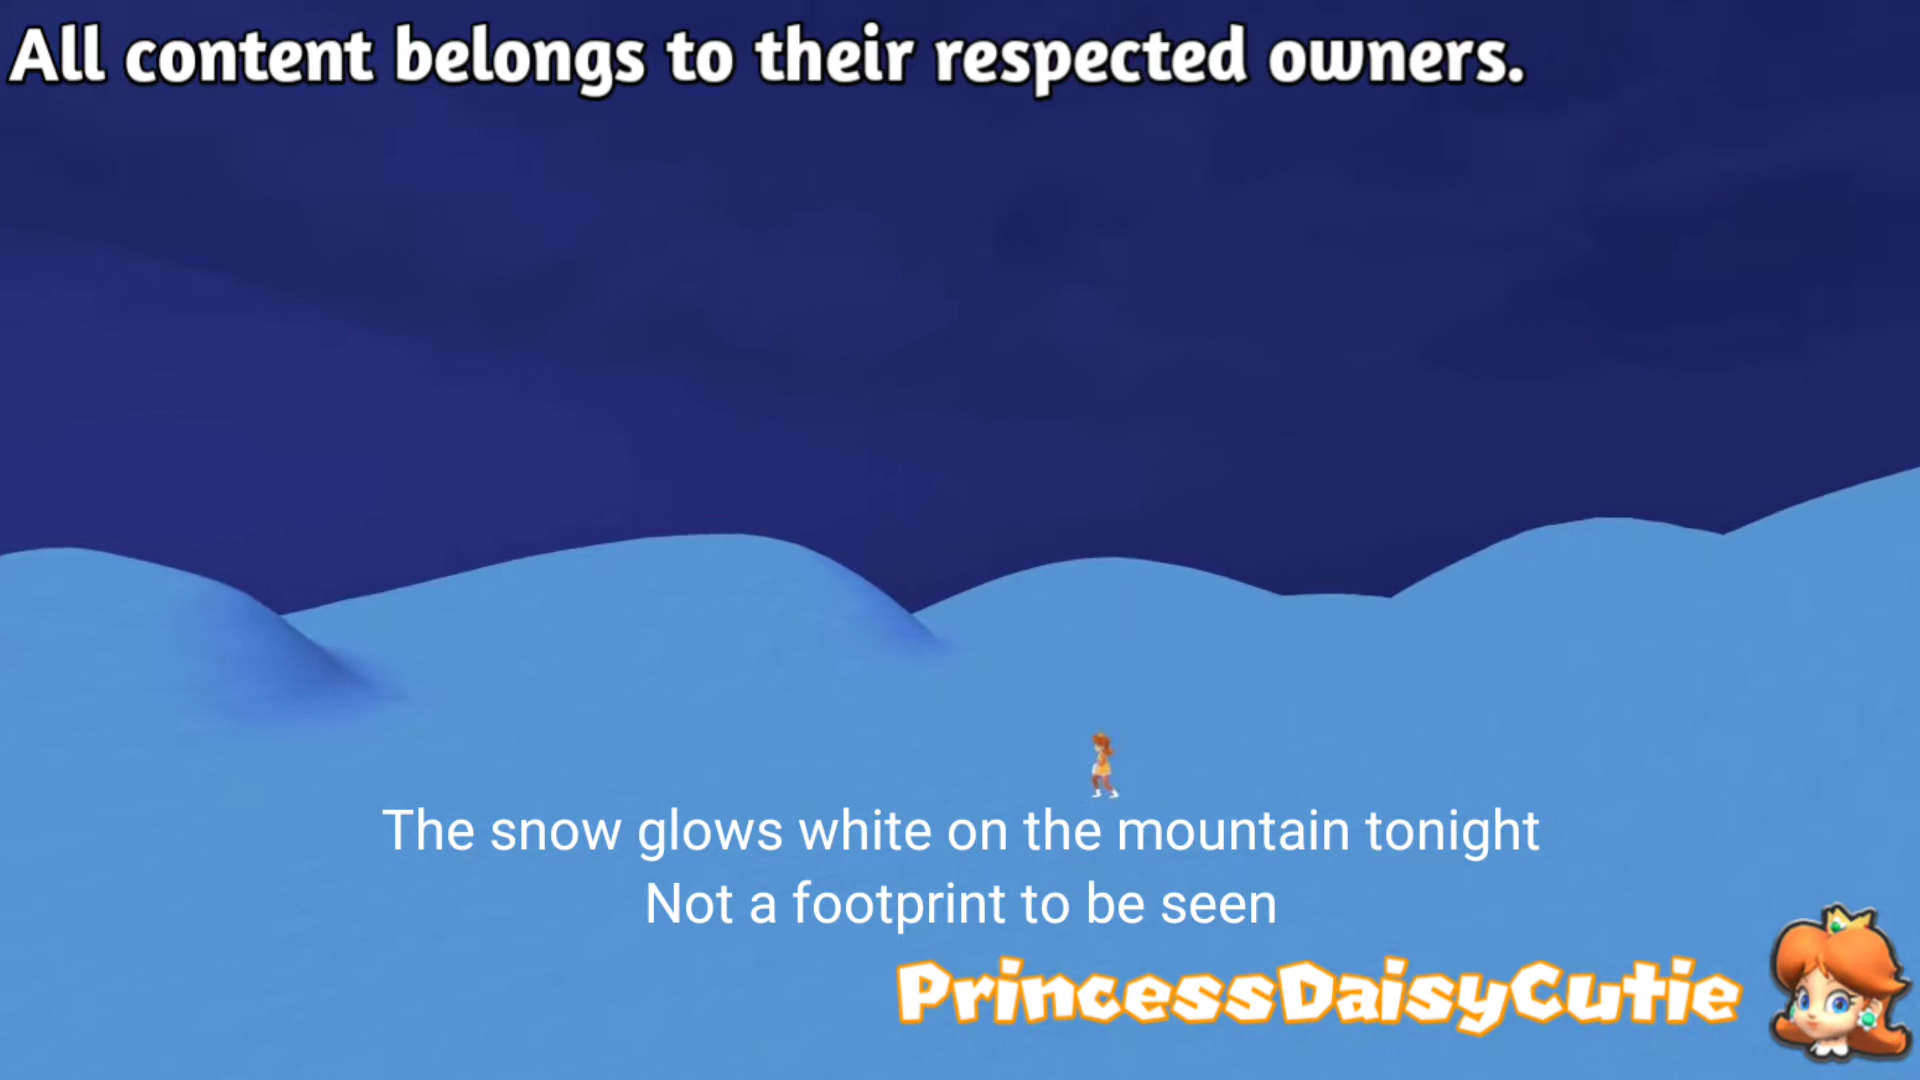 All content belongs to their respected owners.
The snow glows white on the mountain tonight
Not a footprint to be seen
PrincessDaisyCutie